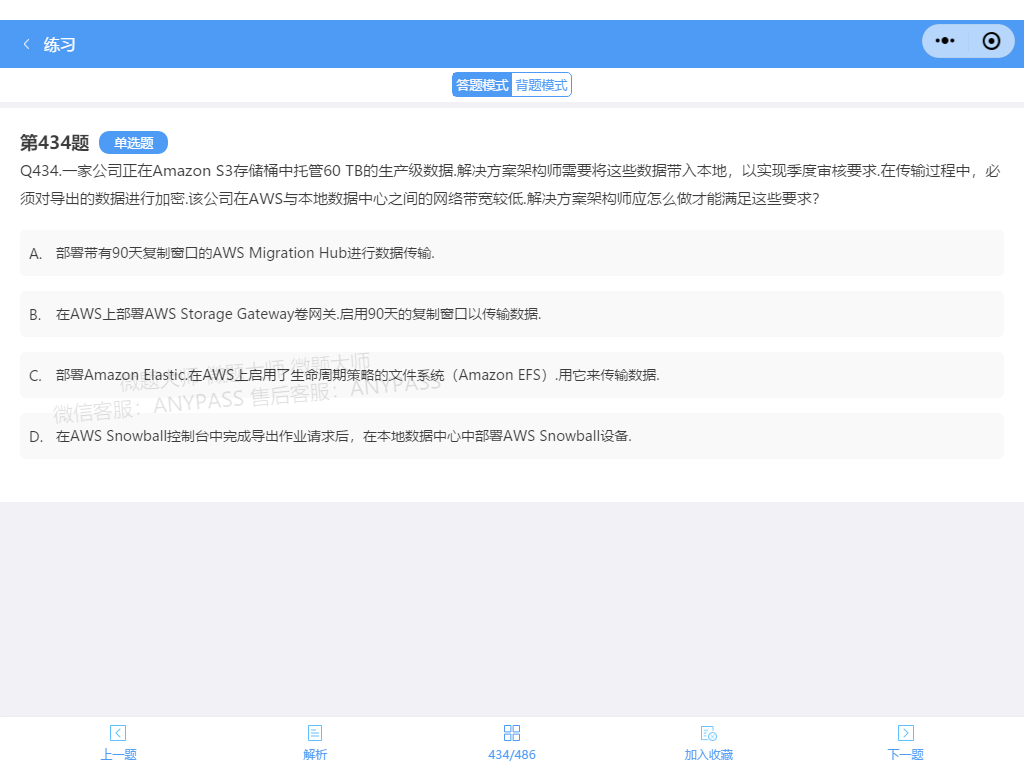 练习
答题模式 背题模式
第434题 单选题
Q434.一家公司正在Amazon S3存储桶中托管60 TB的生产级数据.解决方案架构师需要将这些数据带入本地，以实现季度审核要求.在传输过程中，必
须对导出的数据进行加密.该公司在AWS与本地数据中心之间的网络带宽较低.解决方案架构师应怎么做才能满足这些要求？
A. 部署带有90天复制窗口的AWS Migration Hub进行数据传输.
B. 在AWS上部署AWS Storage Gateway卷网关.启用90天的复制窗口以传输数据.
微题大师 微题大师 微题大师
C. 部署Amazon Elastic.在AWS上启用了生命周期策略的文件系统（Amazon EFS）.用它来传输数据.
微信客服：ANYPASS 售后客服：ANYPASS
D. 在AWS Snowball控制台中完成导出作业请求后，在本地数据中心中部署AWS Snowball设备.
上一题 解析 434/486 加入收藏 下一题